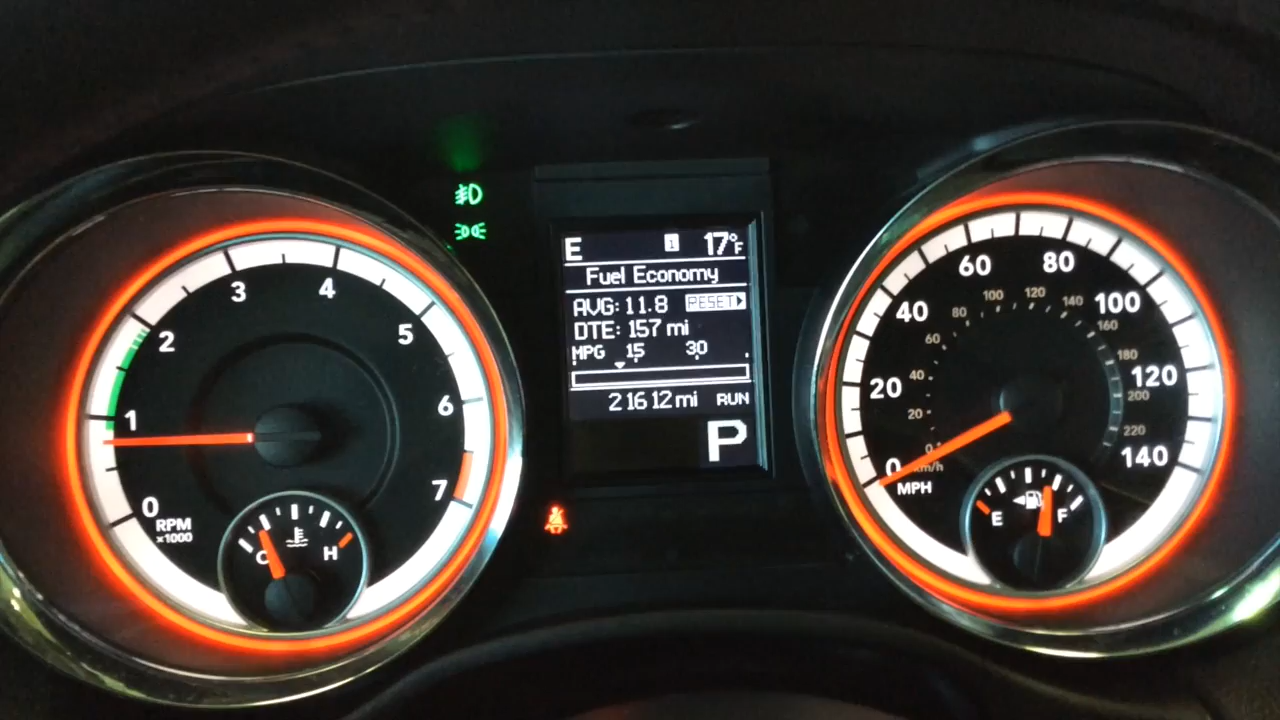 E 1 17°F
Fuel Economy
AVG: 11.8 RESET
DTE: 157 mi
MPG 15 30
21612mi RUN
P
0 1 2 3 4 5 6 7
RPM
x1000
C H
0 20 40 60 80 100 120 140
MPH
0 20 40 60 80 100 120 140 160 180 200 220
km/h
E F